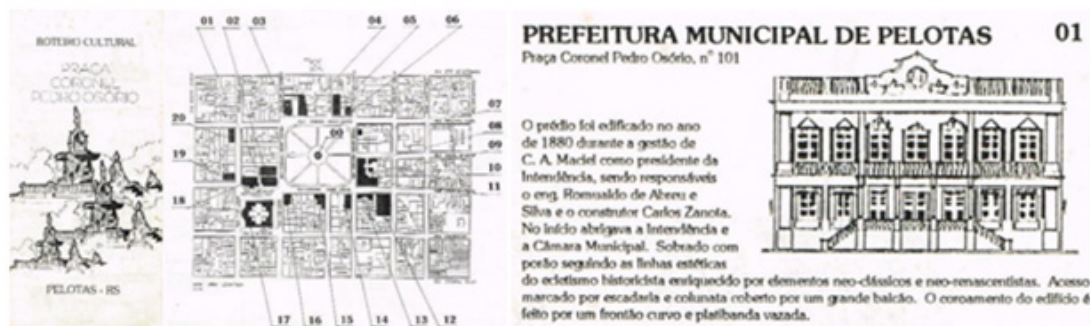 ROTEIRO CULTURAL
PRAÇA
CORONEL
PEDRO OSÓRIO
PELOTAS - RS
01 02 03 04 05 06
07
08
09
10
11
20
19
18
00
17 16 15 14 13 12
PREFEITURA MUNICIPAL DE PELOTAS 01
Praça Coronel Pedro Osório, n° 101
O prédio foi edificado no ano
de 1880 durante a gestão de
C. A. Maciel como presidente da
Intendência, sendo responsáveis
o eng. Romualdo de Abreu e
Silva e o construtor Carlos Zanota.
No início abrigava a Intendência e
a Câmara Municipal. Sobrado com
porão seguindo as linhas estéticas
do ecletismo historicista enriquecido por elementos neo-clássicos e neo-renascentistas. Acesso
marcado por escadaria e colunata coberto por um grande balcão. O coroamento do edifício é
feito por um frontão curvo e platibanda vazada.